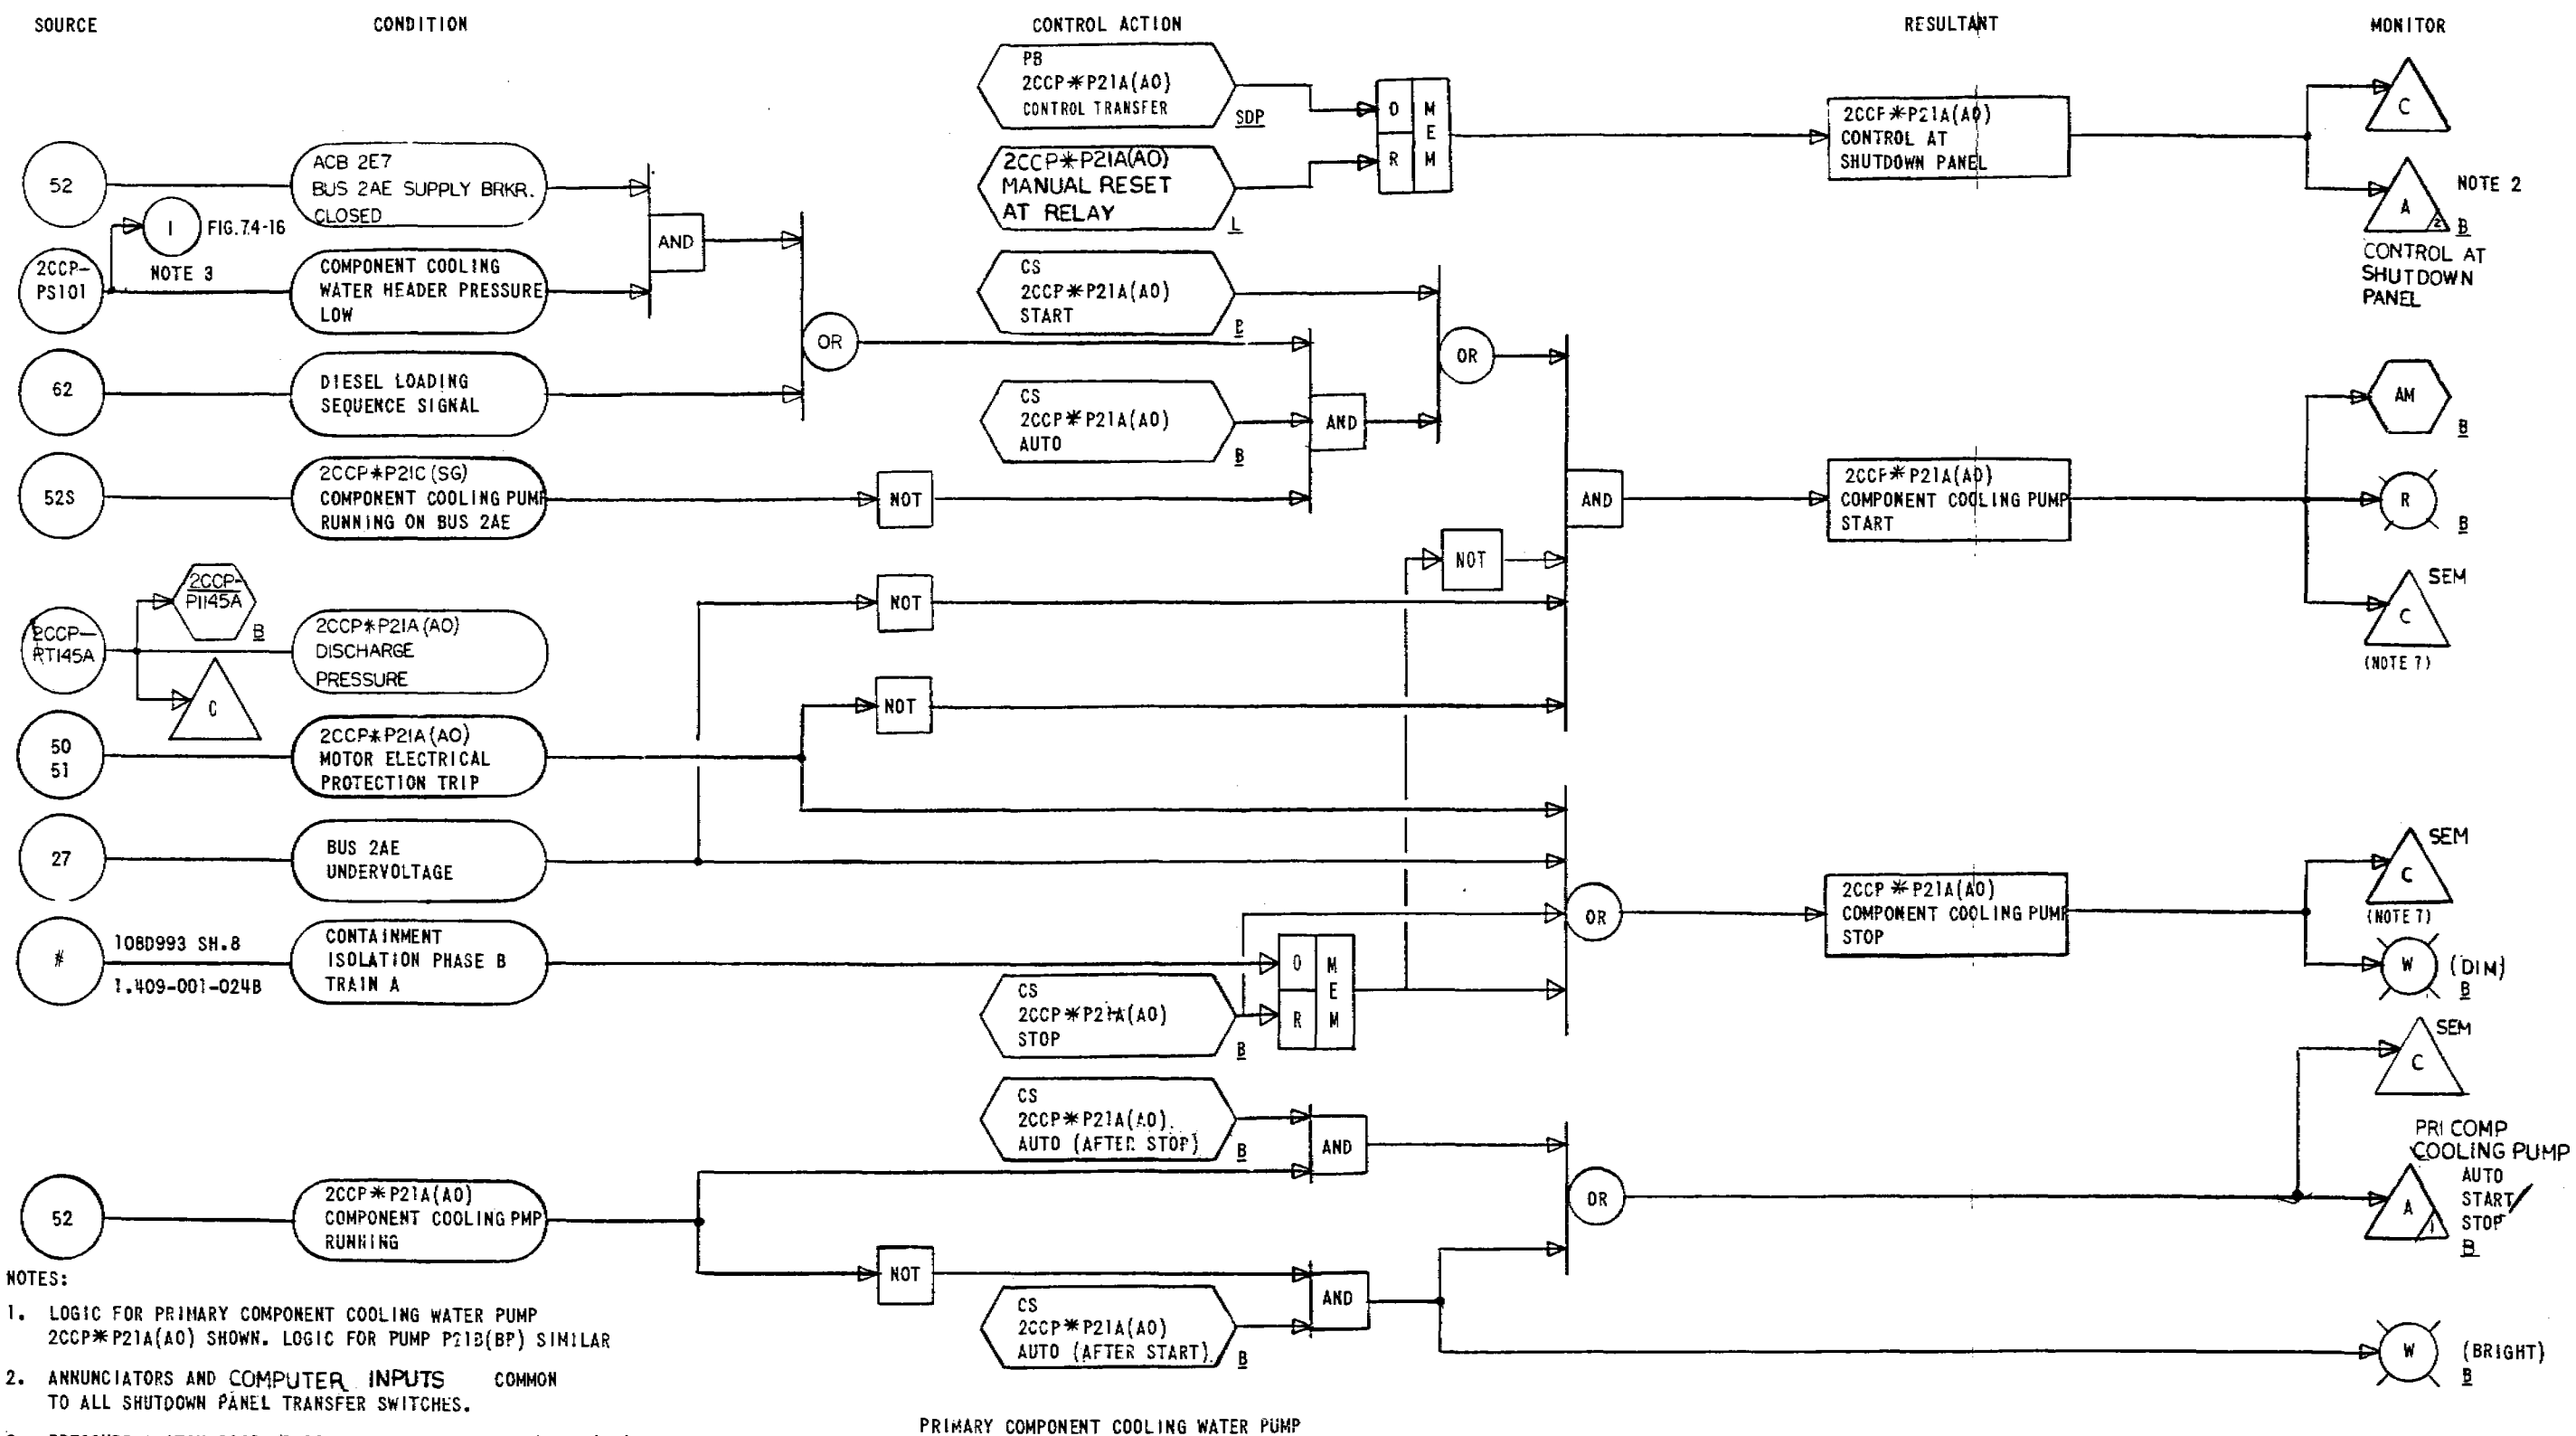 SOURCE
CONDITION
CONTROL ACTION
RESULTANT
MONITOR
PB
2CCP*P21A(AO)
CONTROL TRANSFER
SDP
O
R
MEM
2CCP*P21A(AO)
CONTROL AT
SHUTDOWN PANEL
C
52
ACB 2E7
BUS 2AE SUPPLY BRKR.
CLOSED
2CCP*P21A(AO)
MANUAL RESET
AT RELAY
L
A
2
B
NOTE 2
CONTROL AT
SHUTDOWN
PANEL
I
FIG.7.4-16
NOTE 3
AND
2CCP-
PS101
COMPONENT COOLING
WATER HEADER PRESSURE
LOW
CS
2CCP*P21A(AO)
START
B
OR
OR
62
DIESEL LOADING
SEQUENCE SIGNAL
CS
2CCP*P21A(AO)
AUTO
B
AND
AM
B
52S
2CCP*P21C(SG)
COMPONENT COOLING PUMP
RUNNING ON BUS 2AE
NOT
AND
2CCP*P21A(AO)
COMPONENT COOLING PUMP
START
R
B
NOT
2CCP-
PI145A
B
NOT
C
SEM
(NOTE 7)
2CCP-
PT145A
2CCP*P21A(AO)
DISCHARGE
PRESSURE
C
NOT
50
51
2CCP*P21A(AO)
MOTOR ELECTRICAL
PROTECTION TRIP
27
BUS 2AE
UNDERVOLTAGE
OR
2CCP*P21A(AO)
COMPONENT COOLING PUMP
STOP
C
SEM
(NOTE 7)
#
108D993 SH.8
1.409-001-024B
CONTAINMENT
ISOLATION PHASE B
TRAIN A
O
R
MEM
W
(DIM)
B
CS
2CCP*P21A(AO)
STOP
B
C
SEM
CS
2CCP*P21A(AO)
AUTO (AFTER STOP)
B
AND
PRI COMP
COOLING PUMP
AUTO
START/
STOP
B
52
2CCP*P21A(AO)
COMPONENT COOLING PMP
RUNNING
OR
A
1
NOT
AND
CS
2CCP*P21A(AO)
AUTO (AFTER START)
B
W
(BRIGHT)
B
NOTES:
1. LOGIC FOR PRIMARY COMPONENT COOLING WATER PUMP
2CCP*P21A(AO) SHOWN. LOGIC FOR PUMP P21B(BP) SIMILAR
2. ANNUNCIATORS AND COMPUTER INPUTS COMMON
TO ALL SHUTDOWN PANEL TRANSFER SWITCHES.
PRIMARY COMPONENT COOLING WATER PUMP